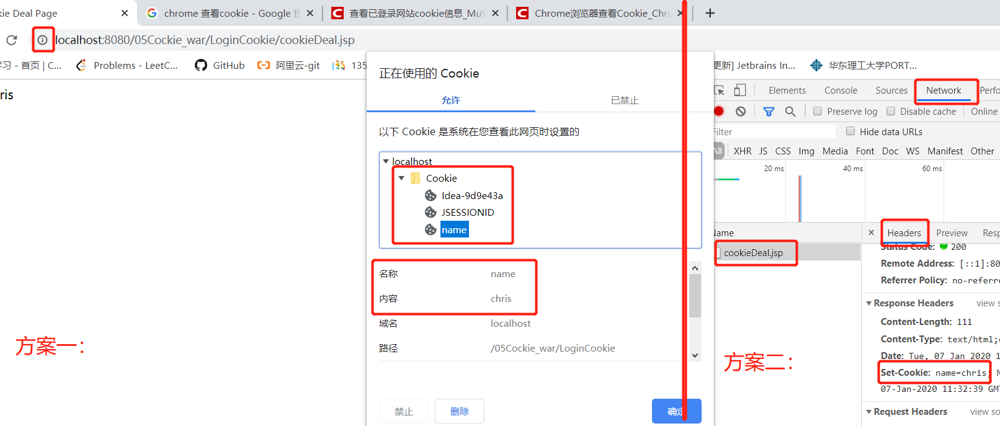 kie Deal Page
chrome 查看cookie - Google
查看已登录网站cookie信息_Mu
Chrome浏览器查看Cookie_Chr
localhost:8080/05Cockie_war/LoginCookie/cookieDeal.jsp
学习 - 首页 | C...
Problems - LeetC...
GitHub
阿里云-git
135
更新] Jetbrains In...
华东理工大学PORT...
ris
正在使用的 Cookie
允许
已禁止
以下 Cookie 是系统在您查看此网页时设置的
localhost
Cookie
Idea-9d9e43a
JSESSIONID
name
名称 name
内容 chris
域名 localhost
路径 /05Cockie_war/LoginCookie
禁止
删除
确定
方案一：
Elements Console Sources Network Perfo
Preserve log Disable cache Online
Filter Hide data URLs
All XHR JS CSS Img Media Font Doc WS Manifest Other
20 ms 40 ms 60 ms
Name
cookieDeal.jsp
× Headers Preview Resp
Status Code: 200
Remote Address: [::1]:80
Referrer Policy: no-referre
Response Headers view so
Content-Length: 111
Content-Type: text/html;c
Date: Tue, 07 Jan 2020 1
Set-Cookie: name=chris; M
07-Jan-2020 11:32:39 GMT
Request Headers view so
方案二：